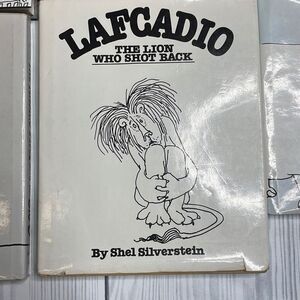 LAFCADIO
THE LION
WHO SHOT BACK
By Shel Silverstein